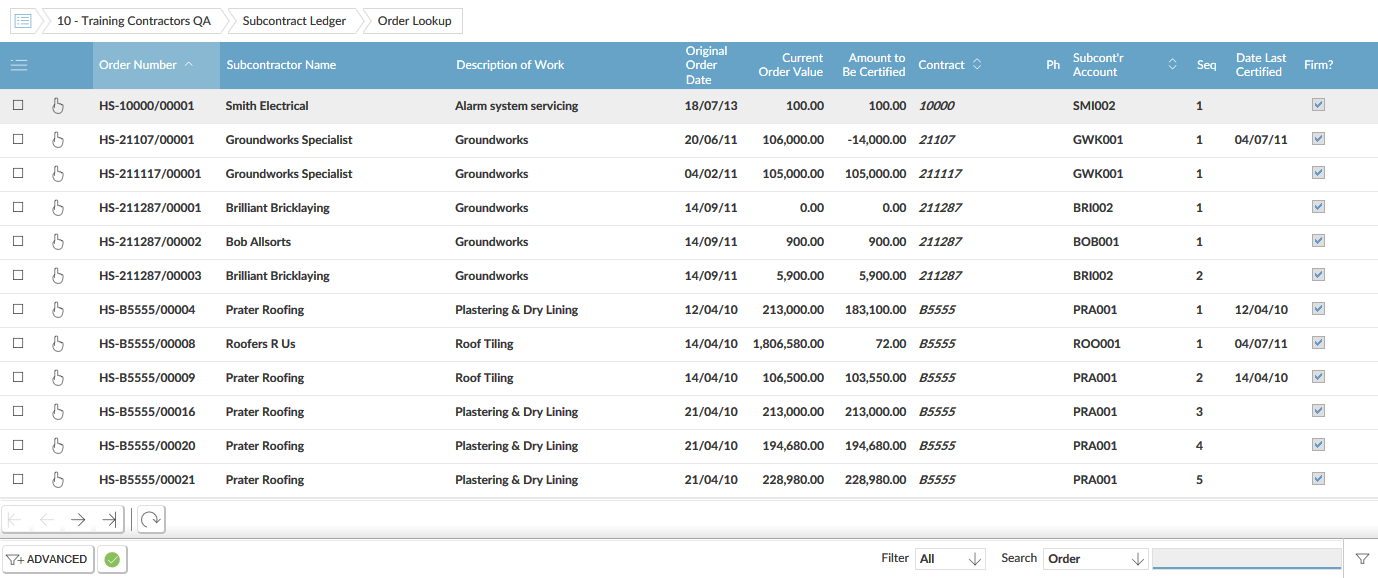 10 - Training Contractors QA Subcontract Ledger Order Lookup
Order Number Subcontractor Name Description of Work Original Order Date Current Order Value Amount to Be Certified Contract Ph Subcont'r Account Seq Date Last Certified Firm?
HS-10000/00001 Smith Electrical Alarm system servicing 18/07/13 100.00 100.00 10000 SMI002 1
HS-21107/00001 Groundworks Specialist Groundworks 20/06/11 106,000.00 -14,000.00 21107 GWK001 1 04/07/11
HS-211117/00001 Groundworks Specialist Groundworks 04/02/11 105,000.00 105,000.00 211117 GWK001 1
HS-211287/00001 Brilliant Bricklaying Groundworks 14/09/11 0.00 0.00 211287 BRI002 1
HS-211287/00002 Bob Allsorts Groundworks 14/09/11 900.00 900.00 211287 BOB001 1
HS-211287/00003 Brilliant Bricklaying Groundworks 14/09/11 5,900.00 5,900.00 211287 BRI002 2
HS-B5555/00004 Prater Roofing Plastering & Dry Lining 12/04/10 213,000.00 183,100.00 B5555 PRA001 1 12/04/10
HS-B5555/00008 Roofers R Us Roof Tiling 14/04/10 1,806,580.00 72.00 B5555 ROO001 1 04/07/11
HS-B5555/00009 Prater Roofing Roof Tiling 14/04/10 106,500.00 103,550.00 B5555 PRA001 2 14/04/10
HS-B5555/00016 Prater Roofing Plastering & Dry Lining 21/04/10 213,000.00 213,000.00 B5555 PRA001 3
HS-B5555/00020 Prater Roofing Plastering & Dry Lining 21/04/10 194,680.00 194,680.00 B5555 PRA001 4
HS-B5555/00021 Prater Roofing Plastering & Dry Lining 21/04/10 228,980.00 228,980.00 B5555 PRA001 5
ADVANCED Filter All Search Order